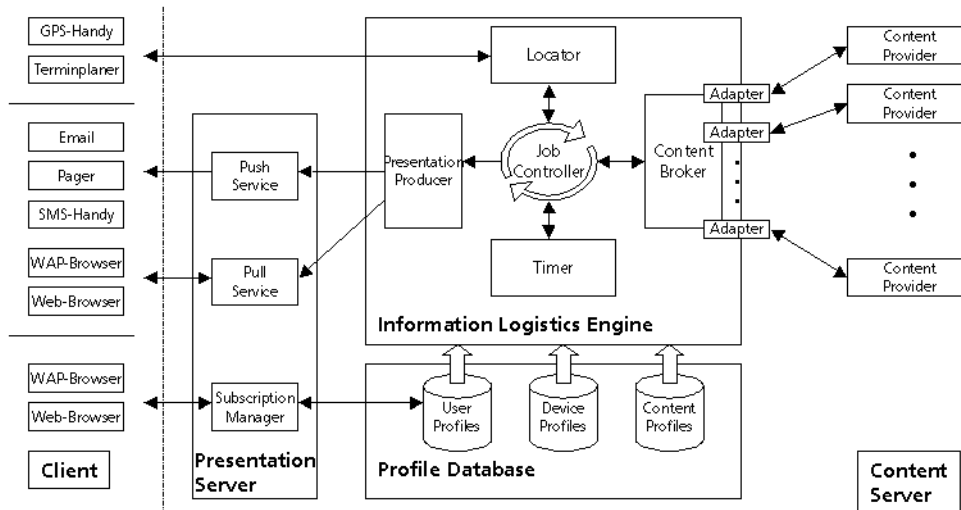 GPS-Handy
Terminplaner
Email
Pager
SMS-Handy
WAP-Browser
Web-Browser
WAP-Browser
Web-Browser
Client
Push
Service
Pull
Service
Subscription
Manager
Presentation
Server
Locator
Presentation
Producer
Job
Controller
Content
Broker
Timer
Information Logistics Engine
Adapter
Adapter
Adapter
User
Profiles
Device
Profiles
Content
Profiles
Profile Database
Content
Provider
Content
Provider
Content
Provider
Content
Server